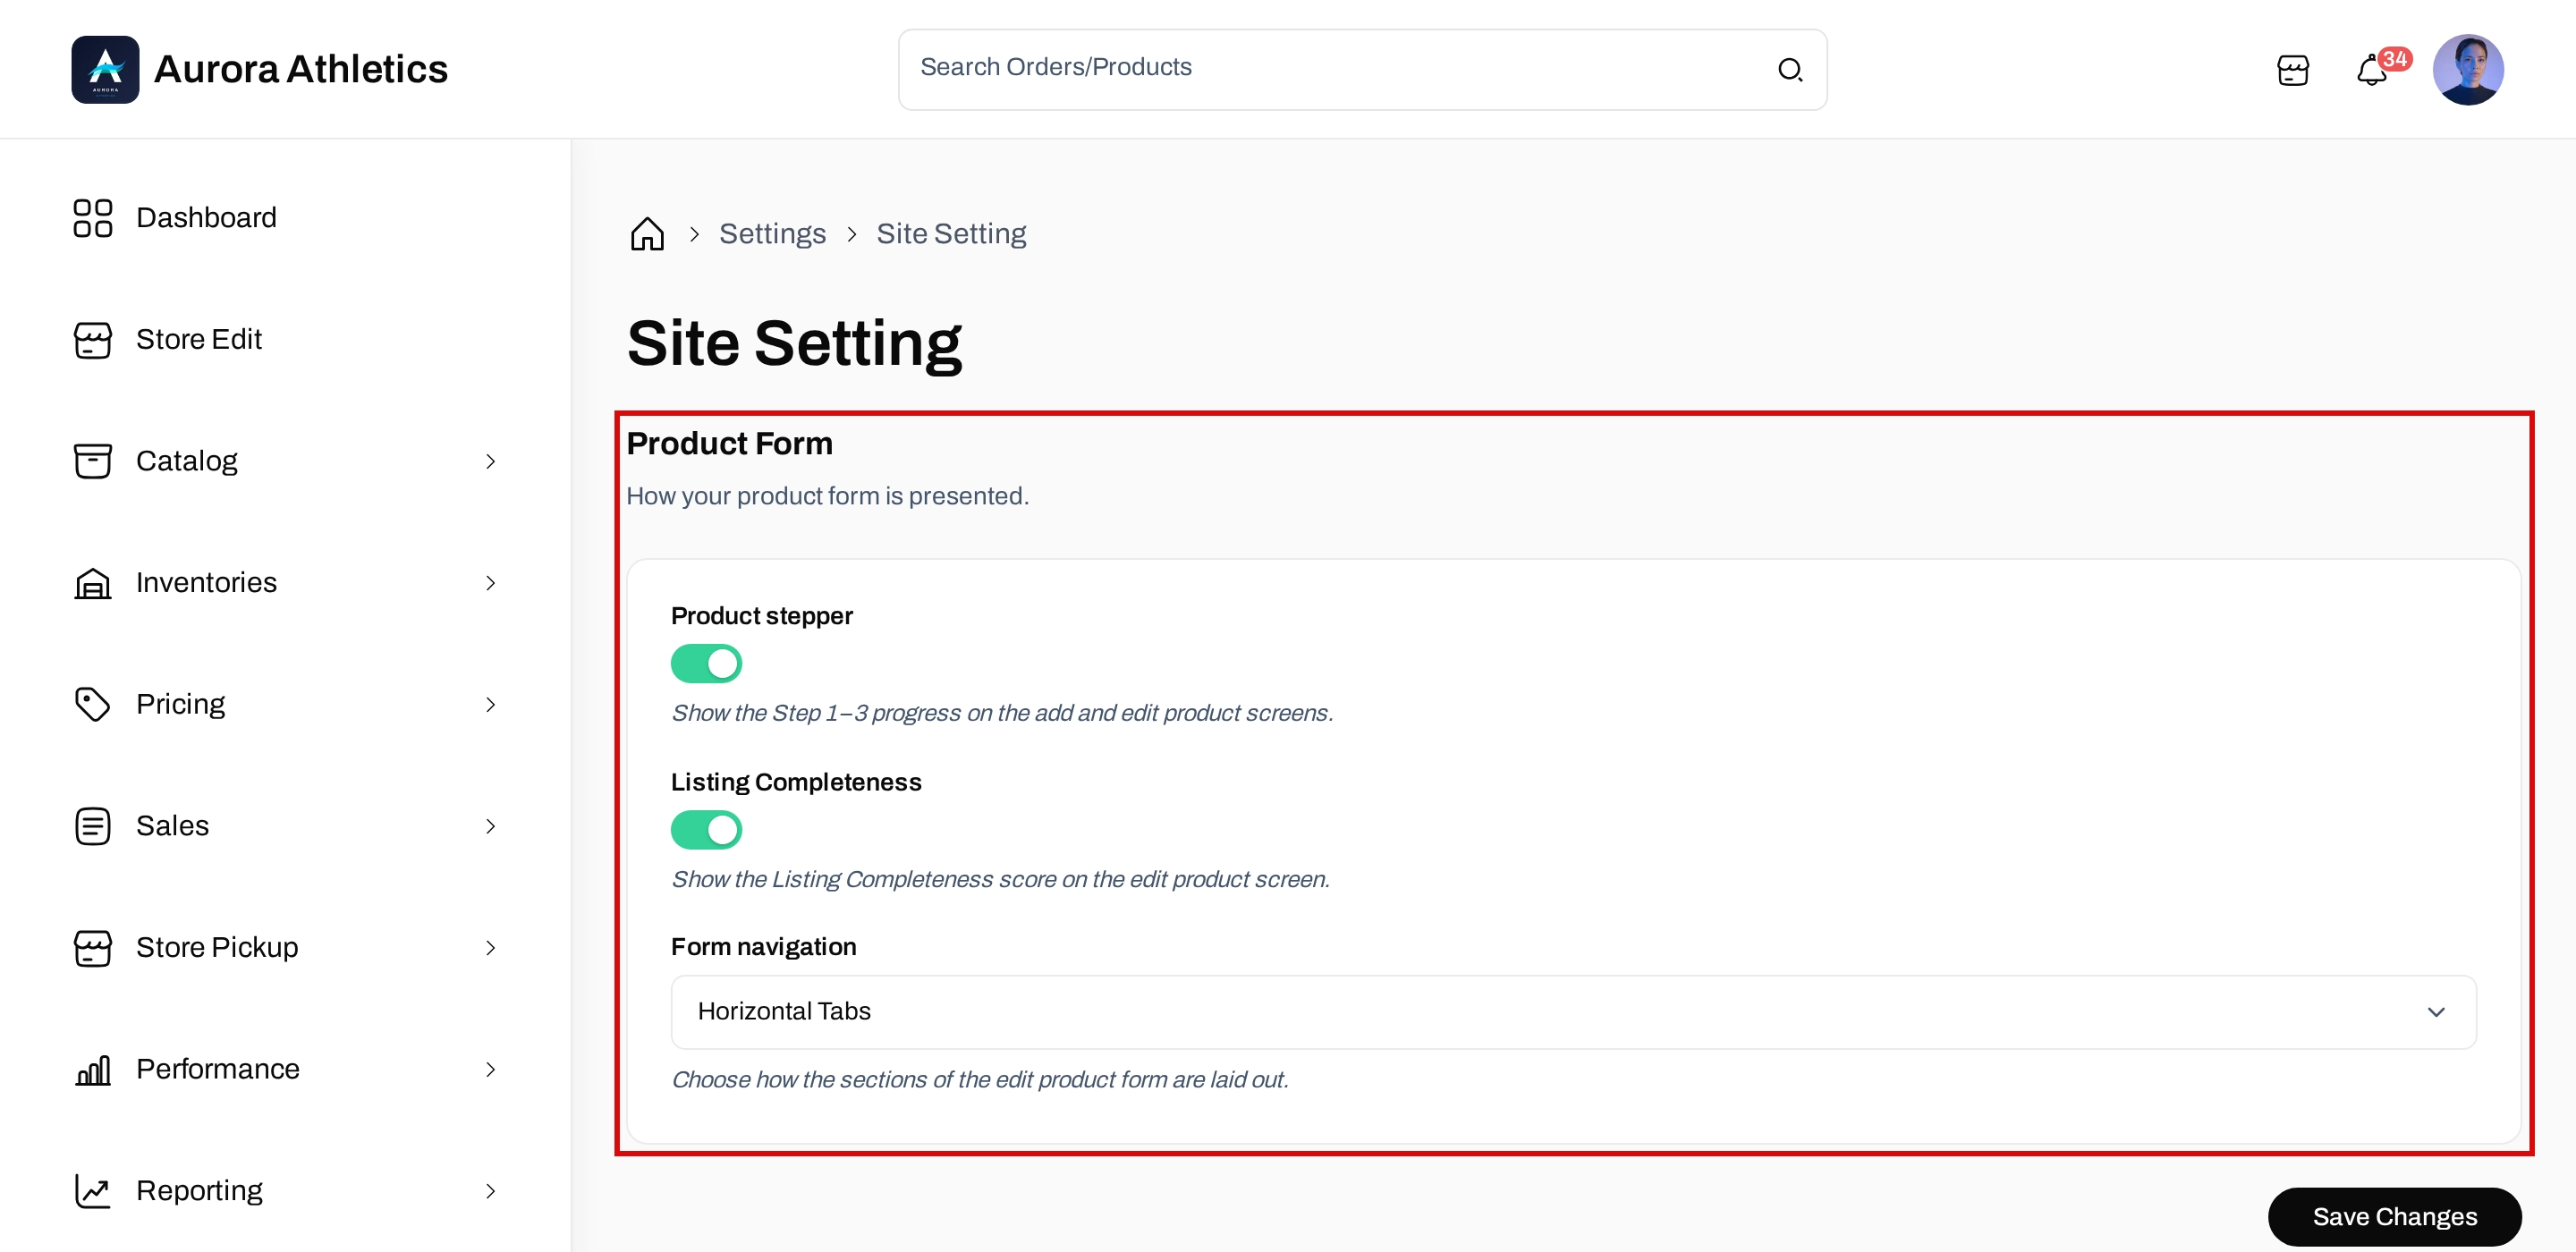 Aurora Athletics
Search Orders/Products
34
AURORA
Dashboard
Store Edit
Catalog
Inventories
Pricing
Sales
Store Pickup
Performance
Reporting
Settings
Site Setting
Site Setting
Product Form
How your product form is presented.
Product stepper
Show the Step 1–3 progress on the add and edit product screens.
Listing Completeness
Show the Listing Completeness score on the edit product screen.
Form navigation
Horizontal Tabs
Choose how the sections of the edit product form are laid out.
Save Changes